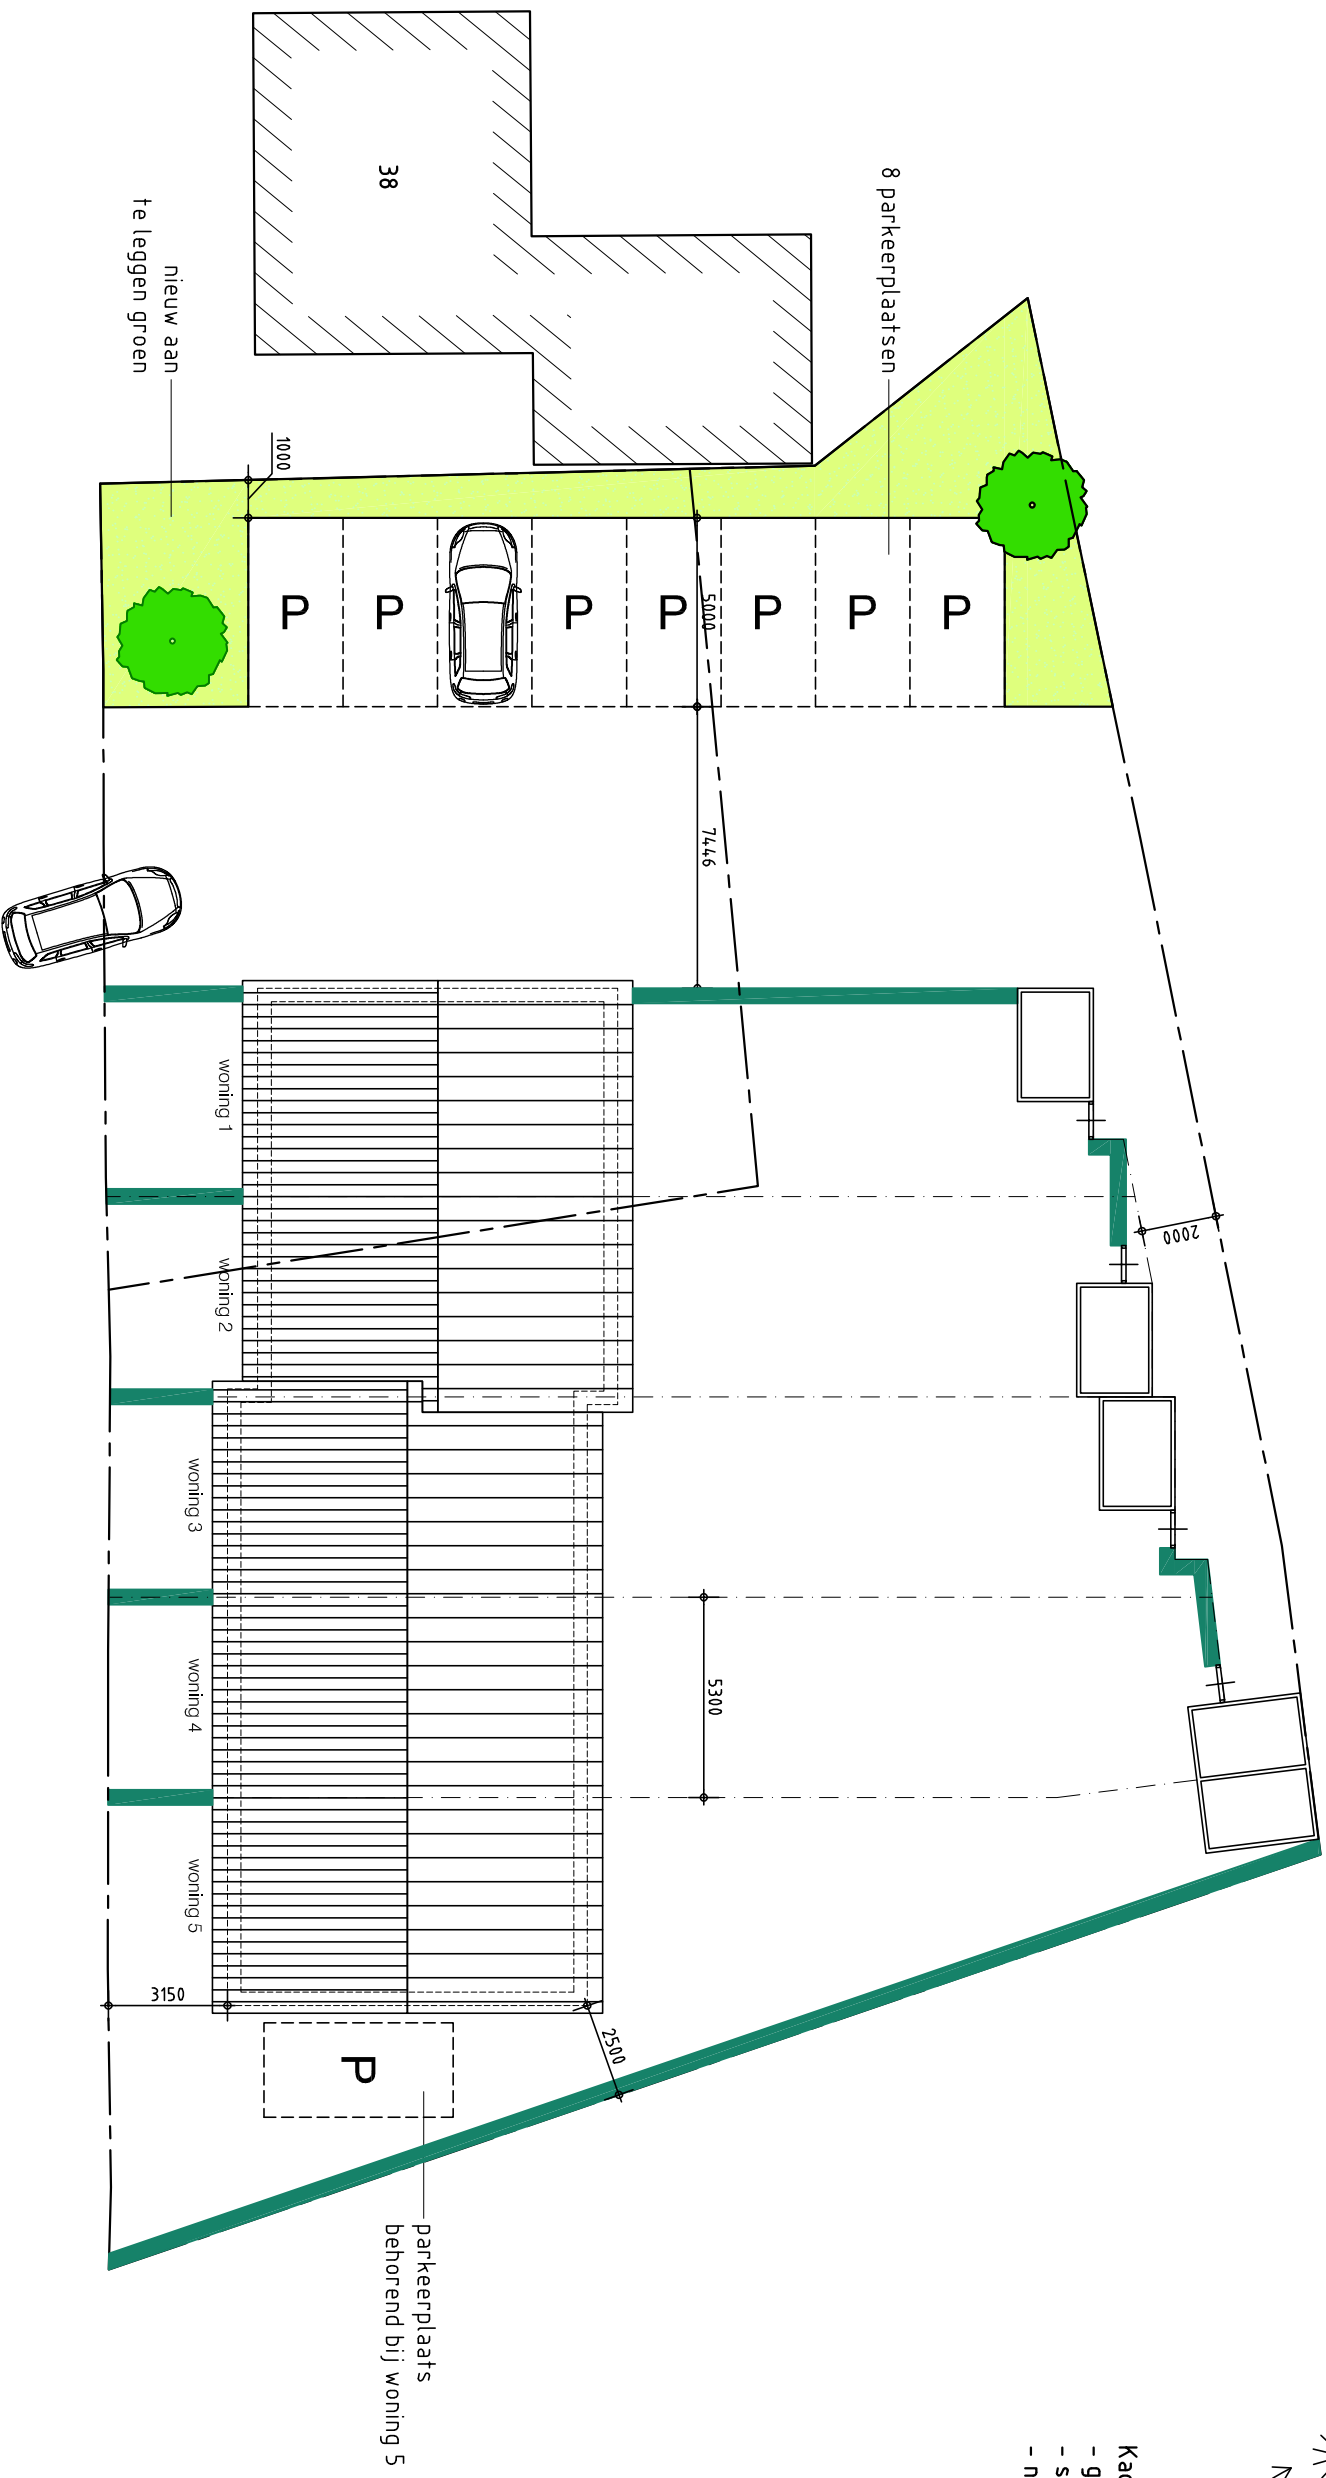 38
8 parkeerplaatsen
nieuw aan
te leggen groen
1000
P
P
P
P
P
P
P
5000
7446
woning 1
woning 2
woning 3
woning 4
woning 5
2000
5300
3150
2500
P
parkeerplaats
behorend bij woning 5
- g
- s
- n